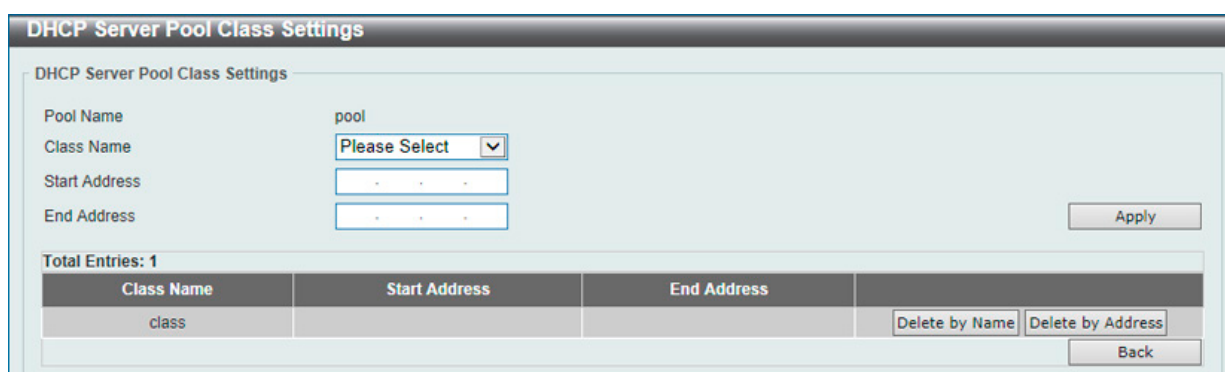 DHCP Server Pool Class Settings
DHCP Server Pool Class Settings
Pool Name pool
Class Name Please Select
Start Address . . .
End Address . . .
Apply
Total Entries: 1
Class Name Start Address End Address
class Delete by Name Delete by Address
Back